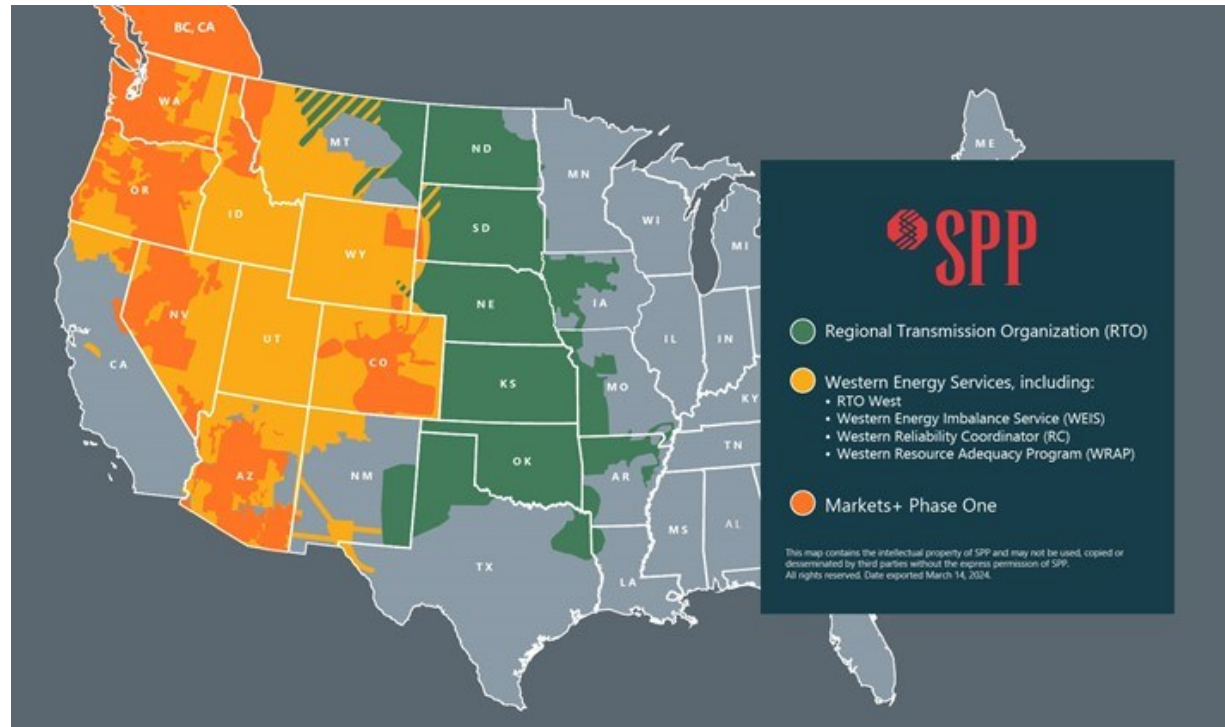 BC, CA
WA
MT
ND
MN
ME
OR
ID
SD
WI
MI
WY
NE
IA
NV
UT
CO
CA
IL
IN
KS
MO
KY
AZ
NM
OK
AR
TN
TX
MS
AL
LA
SPP
Regional Transmission Organization (RTO)
Western Energy Services, including:
• RTO West
• Western Energy Imbalance Service (WEIS)
• Western Reliability Coordinator (RC)
• Western Resource Adequacy Program (WRAP)
Markets+ Phase One
This map contains the intellectual property of SPP and may not be used, copied or
desseminated by third parties without the express permission of SPP.
All rights reserved. Date exported March 14, 2024.